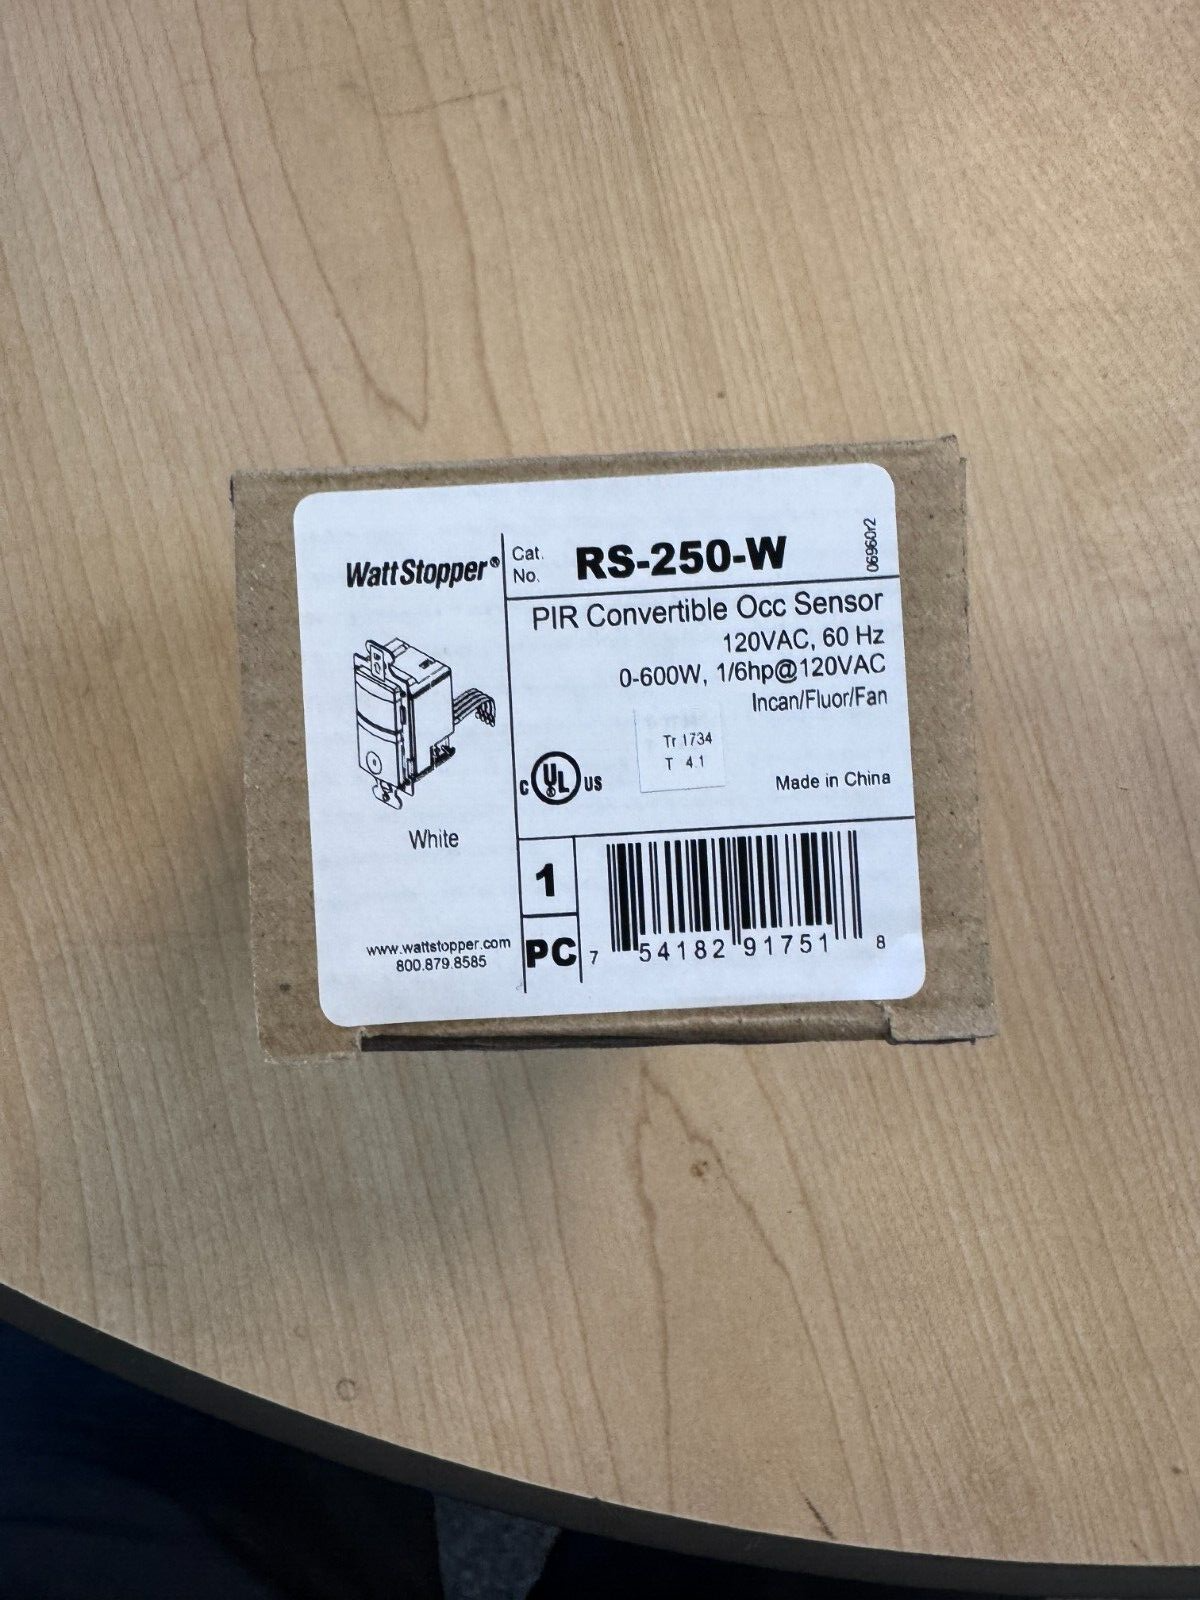 WattStopper®
Cat.
No.
RS-250-W
06960r2
PIR Convertible Occ Sensor
120VAC, 60 Hz
0-600W, 1/6hp@120VAC
Incan/Fluor/Fan
Tr 1734
T 4.1
C UL US
Made in China
White
1
PC
www.wattstopper.com
800.879.8585
7 54182 91751 8